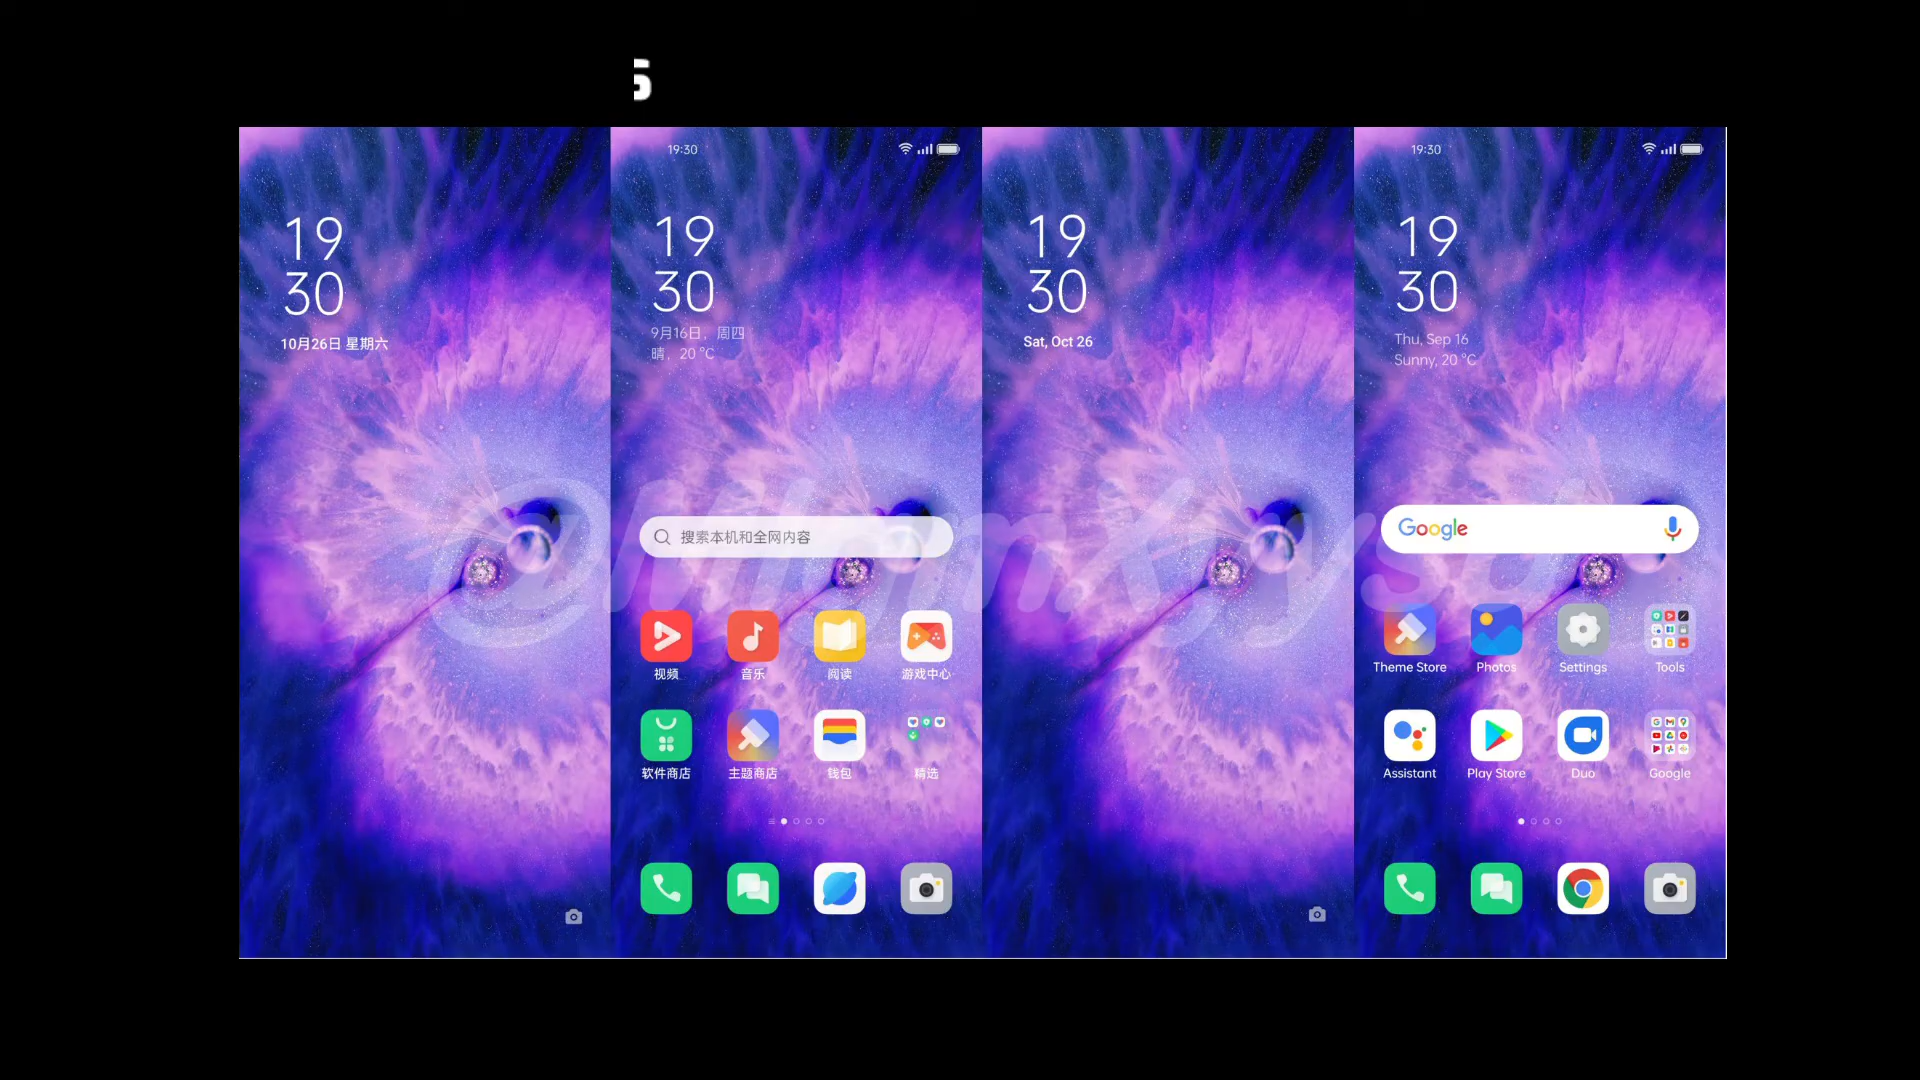 19
30
10月26日 星期六
19:30
19
30
9月16日，周四
晴，20 °C
搜索本机和全网内容
视频
音乐
阅读
游戏中心
软件商店
主题商店
钱包
精选
19
30
Sat, Oct 26
19:30
19
30
Thu, Sep 16
Sunny, 20 °C
Google
Theme Store
Photos
Settings
Tools
Assistant
Play Store
Duo
Google